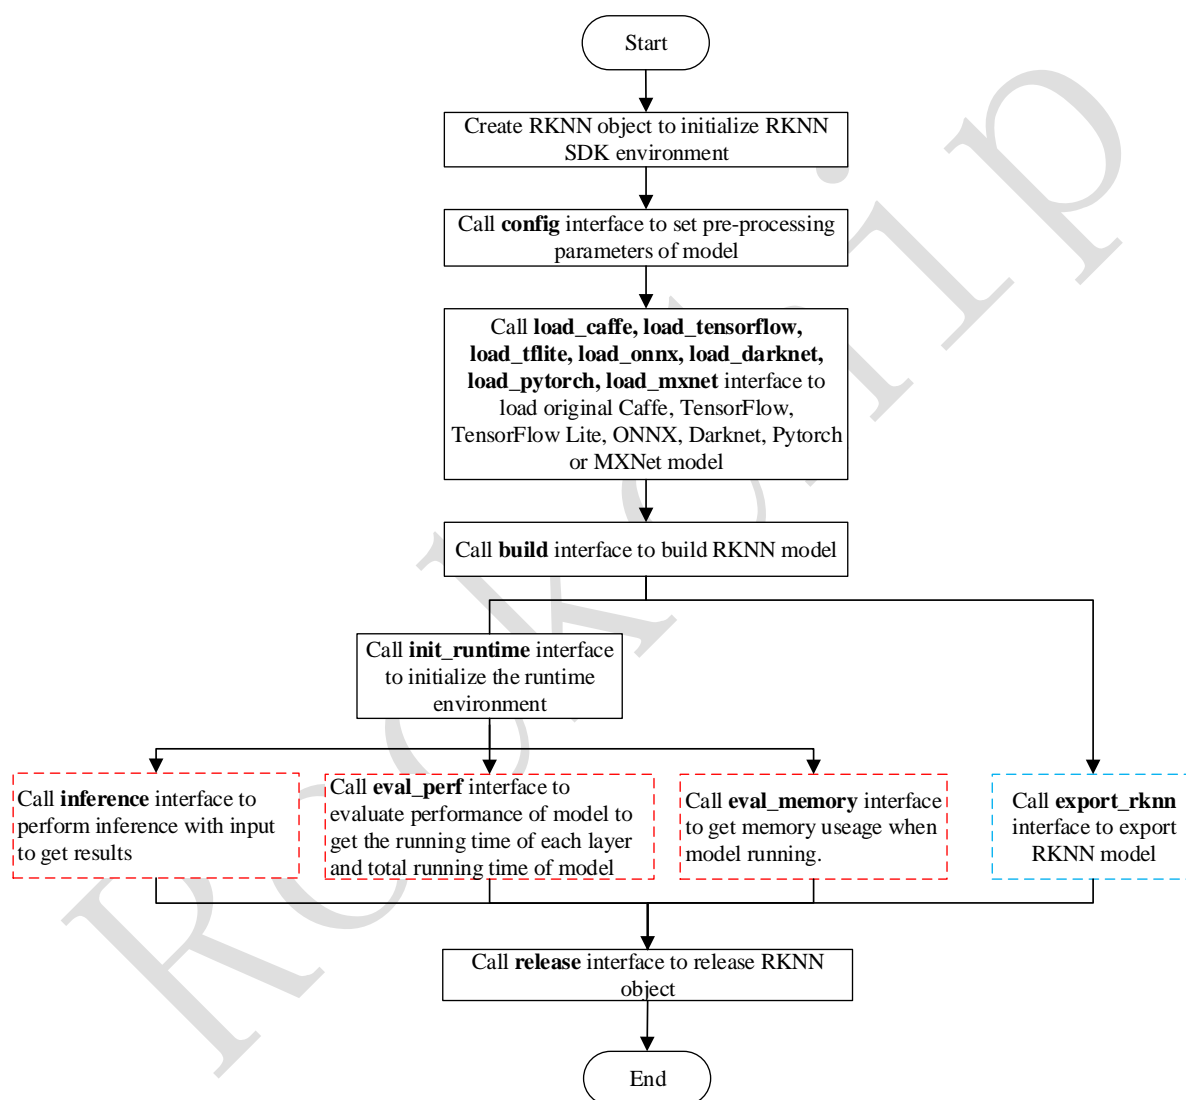 Start
Create RKNN object to initialize RKNN
SDK environment
Call config interface to set pre-processing
parameters of model
Call load_caffe, load_tensorflow,
load_tflite, load_onnx, load_darknet,
load_pytorch, load_mxnet interface to
load original Caffe, TensorFlow,
TensorFlow Lite, ONNX, Darknet, Pytorch
or MXNet model
Call build interface to build RKNN model
Call init_runtime interface
to initialize the runtime
environment
Call inference interface to
perform inference with input
to get results
Call eval_perf interface to
evaluate performance of model to
get the running time of each layer
and total running time of model
Call eval_memory interface
to get memory useage when
model running.
Call export_rknn
interface to export
RKNN model
Call release interface to release RKNN
object
End
Rockchip